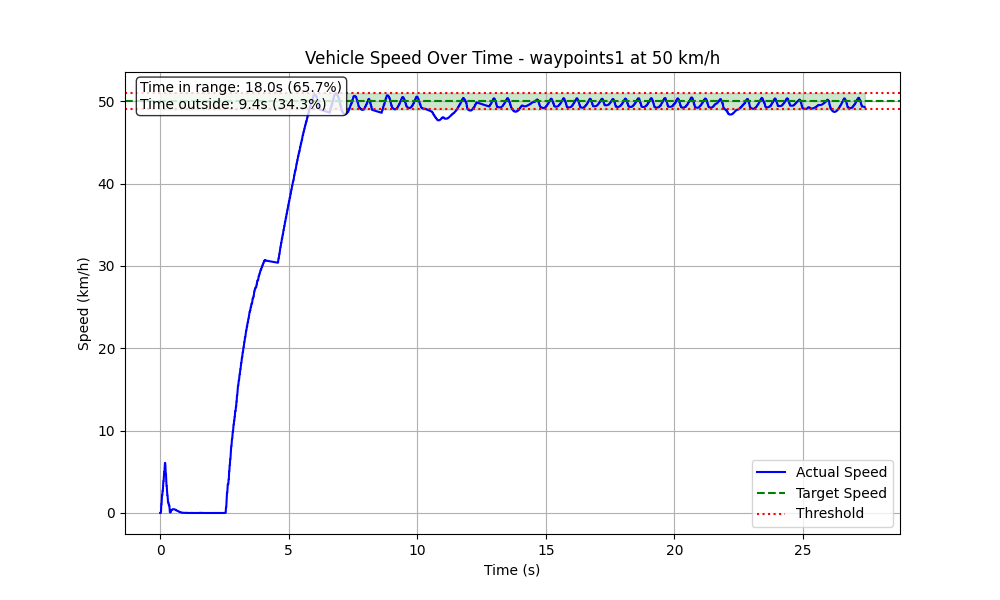 Vehicle Speed Over Time - waypoints1 at 50 km/h
Time in range: 18.0s (65.7%)
Time outside: 9.4s (34.3%)
50
40
30
20
10
0
Speed (km/h)
Actual Speed
Target Speed
Threshold
0 5 10 15 20 25
Time (s)